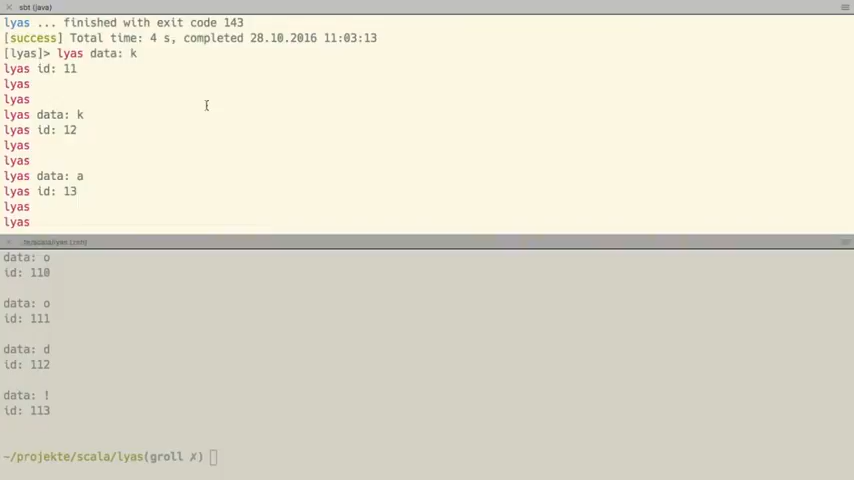 sbt (java)
lyas ... finished with exit code 143
[success] Total time: 4 s, completed 28.10.2016 11:03:13
[lyas]> lyas data: k
lyas id: 11
lyas
lyas
lyas data: k
lyas id: 12
lyas
lyas
lyas data: a
lyas id: 13
lyas
lyas
data: o
id: 110
data: o
id: 111
data: d
id: 112
data: !
id: 113
~/projekte/scala/lyas(groll ✗)